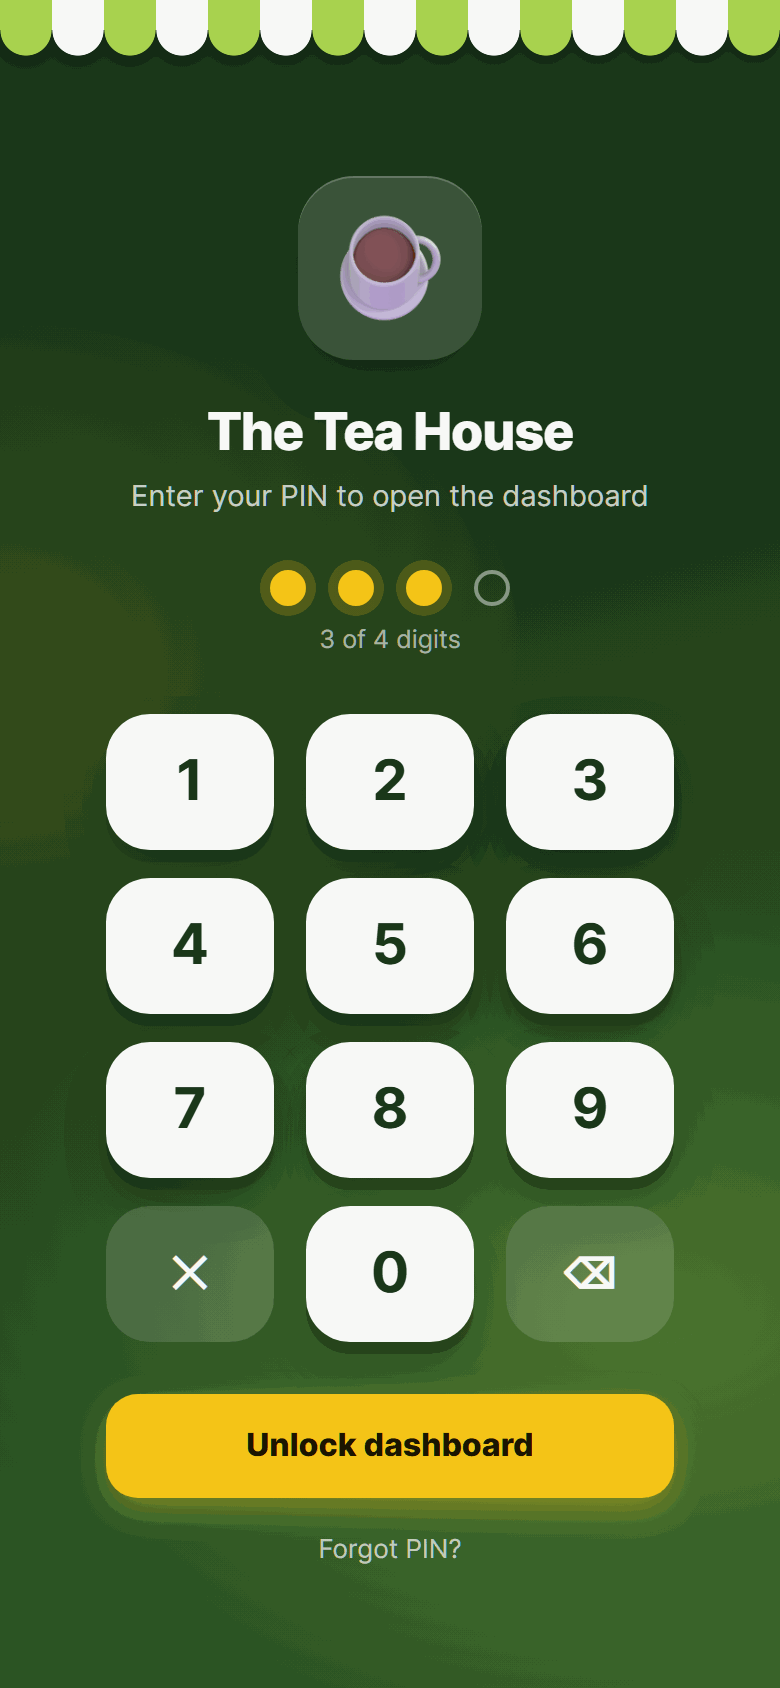 The Tea House
Enter your PIN to open the dashboard
3 of 4 digits
1 2 3
4 5 6
7 8 9
0
Unlock dashboard
Forgot PIN?